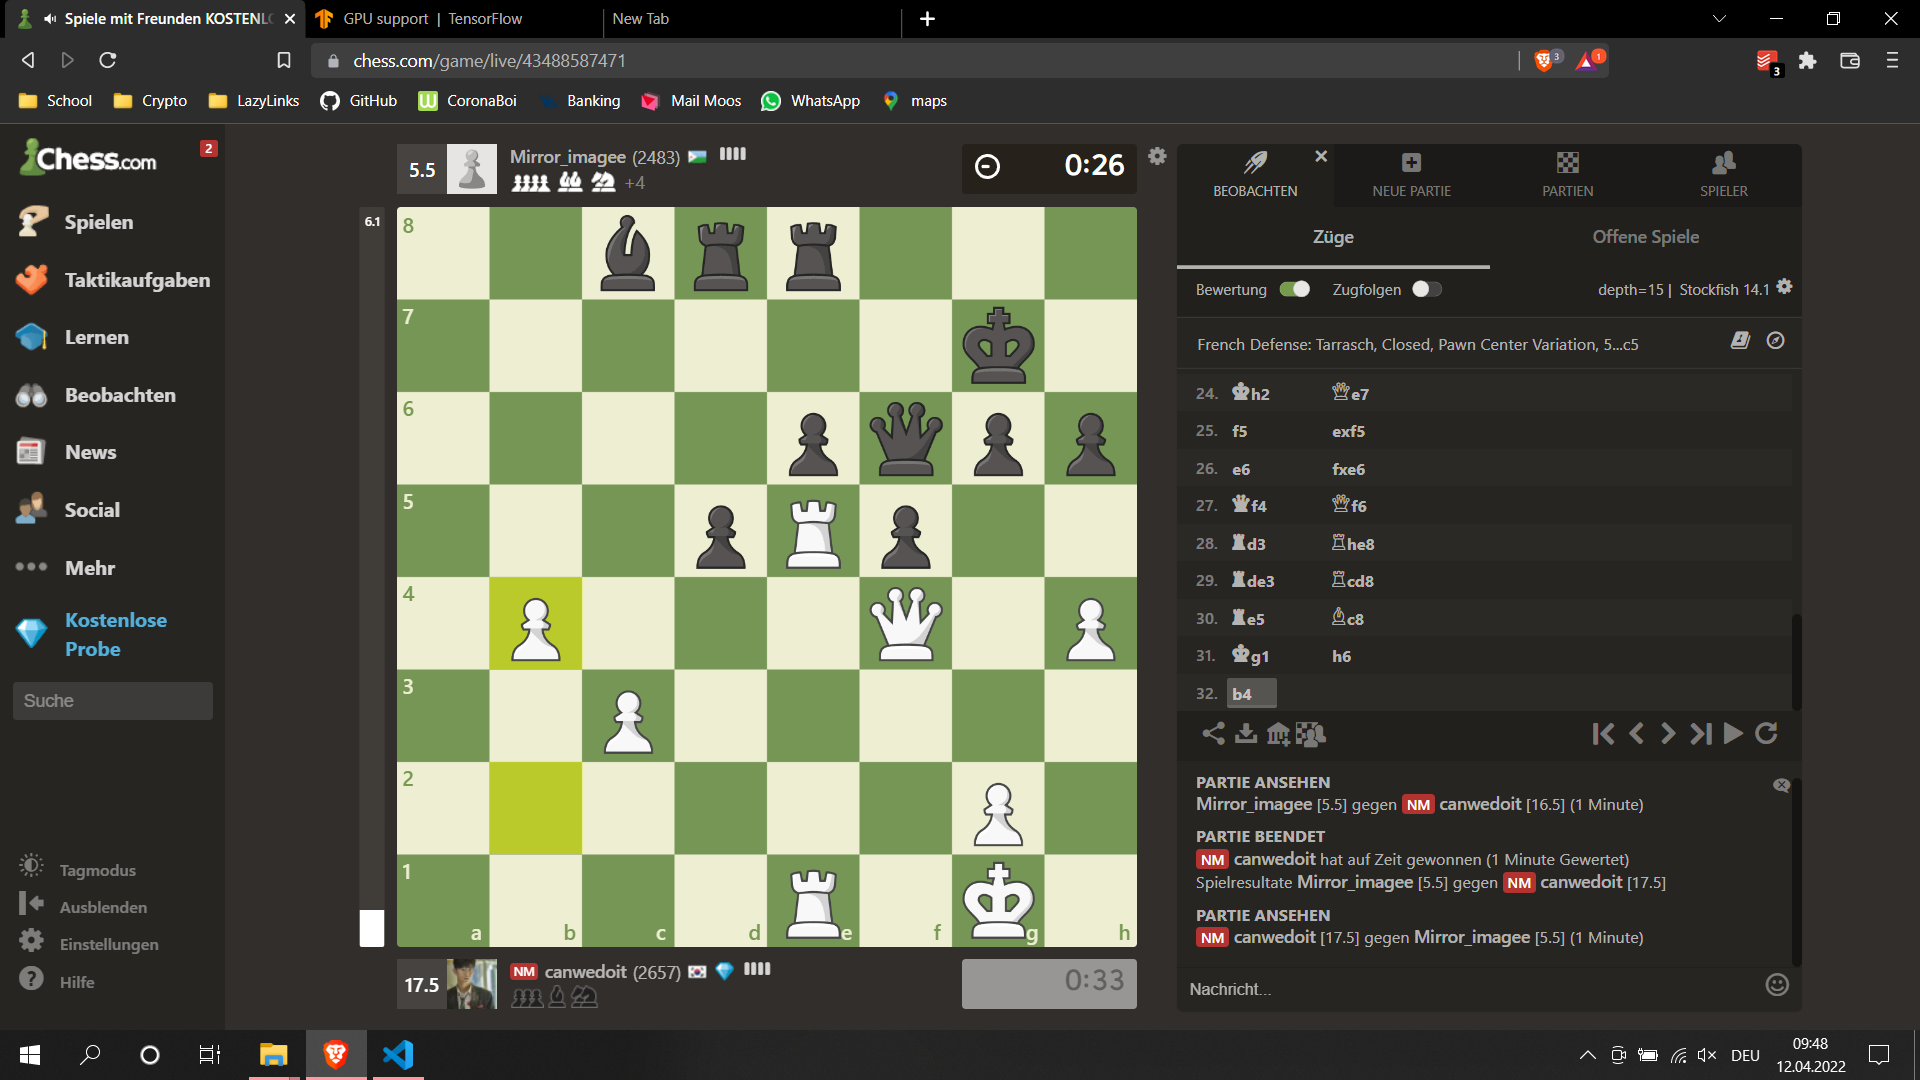 Spiele mit Freunden KOSTENLO
GPU support | TensorFlow
New Tab
chess.com/game/live/43488587471
3
1
3
School
Crypto
LazyLinks
GitHub
CoronaBoi
Banking
Mail Moos
WhatsApp
maps
Chess.com
2
Spielen
Taktikaufgaben
Lernen
Beobachten
News
Social
Mehr
Kostenlose
Probe
Suche
Tagmodus
Ausblenden
Einstellungen
Hilfe
5.5
Mirror_imagee (2483)
+4
0:26
6.1
8
7
6
5
4
3
2
1
a b c d e f g h
17.5
NM canwedoit (2657)
0:33
BEOBACHTEN
NEUE PARTIE
PARTIEN
SPIELER
Züge
Offene Spiele
Bewertung
Zugfolgen
depth=15 | Stockfish 14.1
French Defense: Tarrasch, Closed, Pawn Center Variation, 5...c5
24. ♚h2 ♕e7
25. f5 exf5
26. e6 fxe6
27. ♛f4 ♕f6
28. ♜d3 ♖he8
29. ♜de3 ♖cd8
30. ♜e5 ♗c8
31. ♚g1 h6
32. b4
PARTIE ANSEHEN
Mirror_imagee [5.5] gegen NM canwedoit [16.5] (1 Minute)
PARTIE BEENDET
NM canwedoit hat auf Zeit gewonnen (1 Minute Gewertet)
Spielresultate Mirror_imagee [5.5] gegen NM canwedoit [17.5]
PARTIE ANSEHEN
NM canwedoit [17.5] gegen Mirror_imagee [5.5] (1 Minute)
Nachricht...
DEU
09:48
12.04.2022